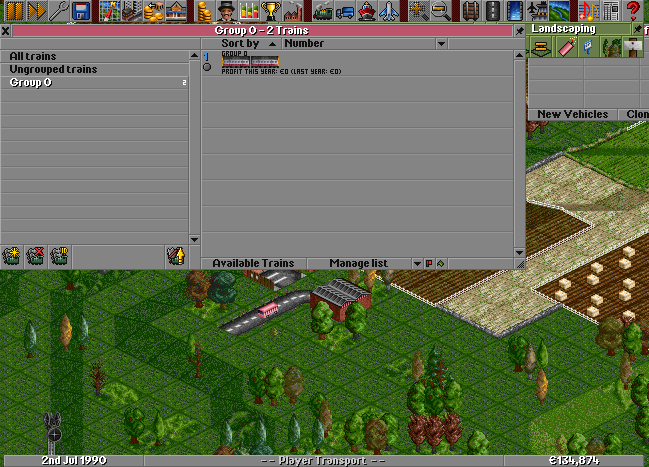 Group 0 - 2 Trains
Landscaping
Sort by
Number
All trains
Ungrouped trains
Group 0
2
1
GROUP 0
PROFIT THIS YEAR: €0 (LAST YEAR: €0)
New Vehicles
Clon
Available Trains
Manage list
2nd Jul 1990
-- Player Transport --
€134,874